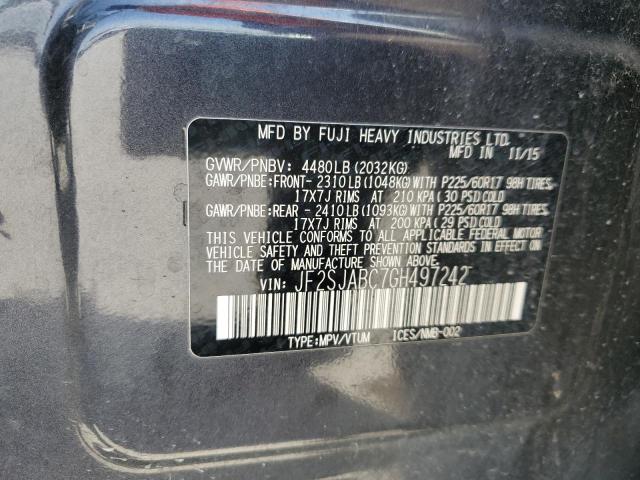 MFD BY FUJI HEAVY INDUSTRIES LTD.
MFD IN 11/15
GVWR/PNBV: 4480LB (2032KG)
GAWR/PNBE:FRONT- 2310LB (1048KG) WITH P225/60R17 98H TIRES,
17X7J RIMS AT 210 KPA (30 PSI) COLD
GAWR/PNBE:REAR - 2410LB (1093KG) WITH P225/60R17 98H TIRES,
17X7J RIMS AT 200 KPA (29 PSI) COLD
THIS VEHICLE CONFORMS TO ALL APPLICABLE FEDERAL MOTOR
VEHICLE SAFETY AND THEFT PREVENTION STANDARDS IN EFFECT ON
THE DATE OF MANUFACTURE SHOWN ABOVE.
VIN: JF2SJABC7GH497242
TYPE:MPV/VTUM ICES/NMB-002